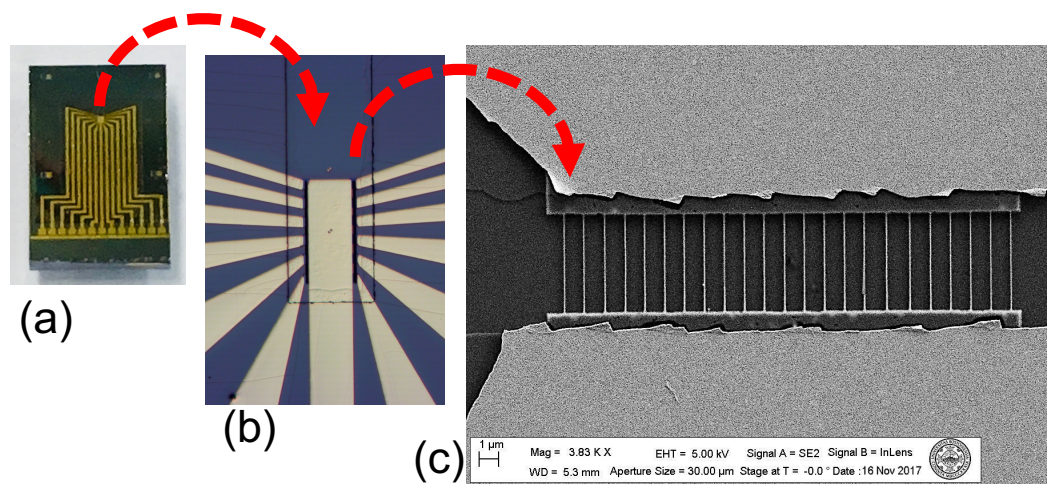 (a)
(b)
(c)
1 µm
Mag = 3.83 K X EHT = 5.00 kV Signal A = SE2 Signal B = InLens
WD = 5.3 mm Aperture Size = 30.00 µm Stage at T = -0.0 ° Date :16 Nov 2017